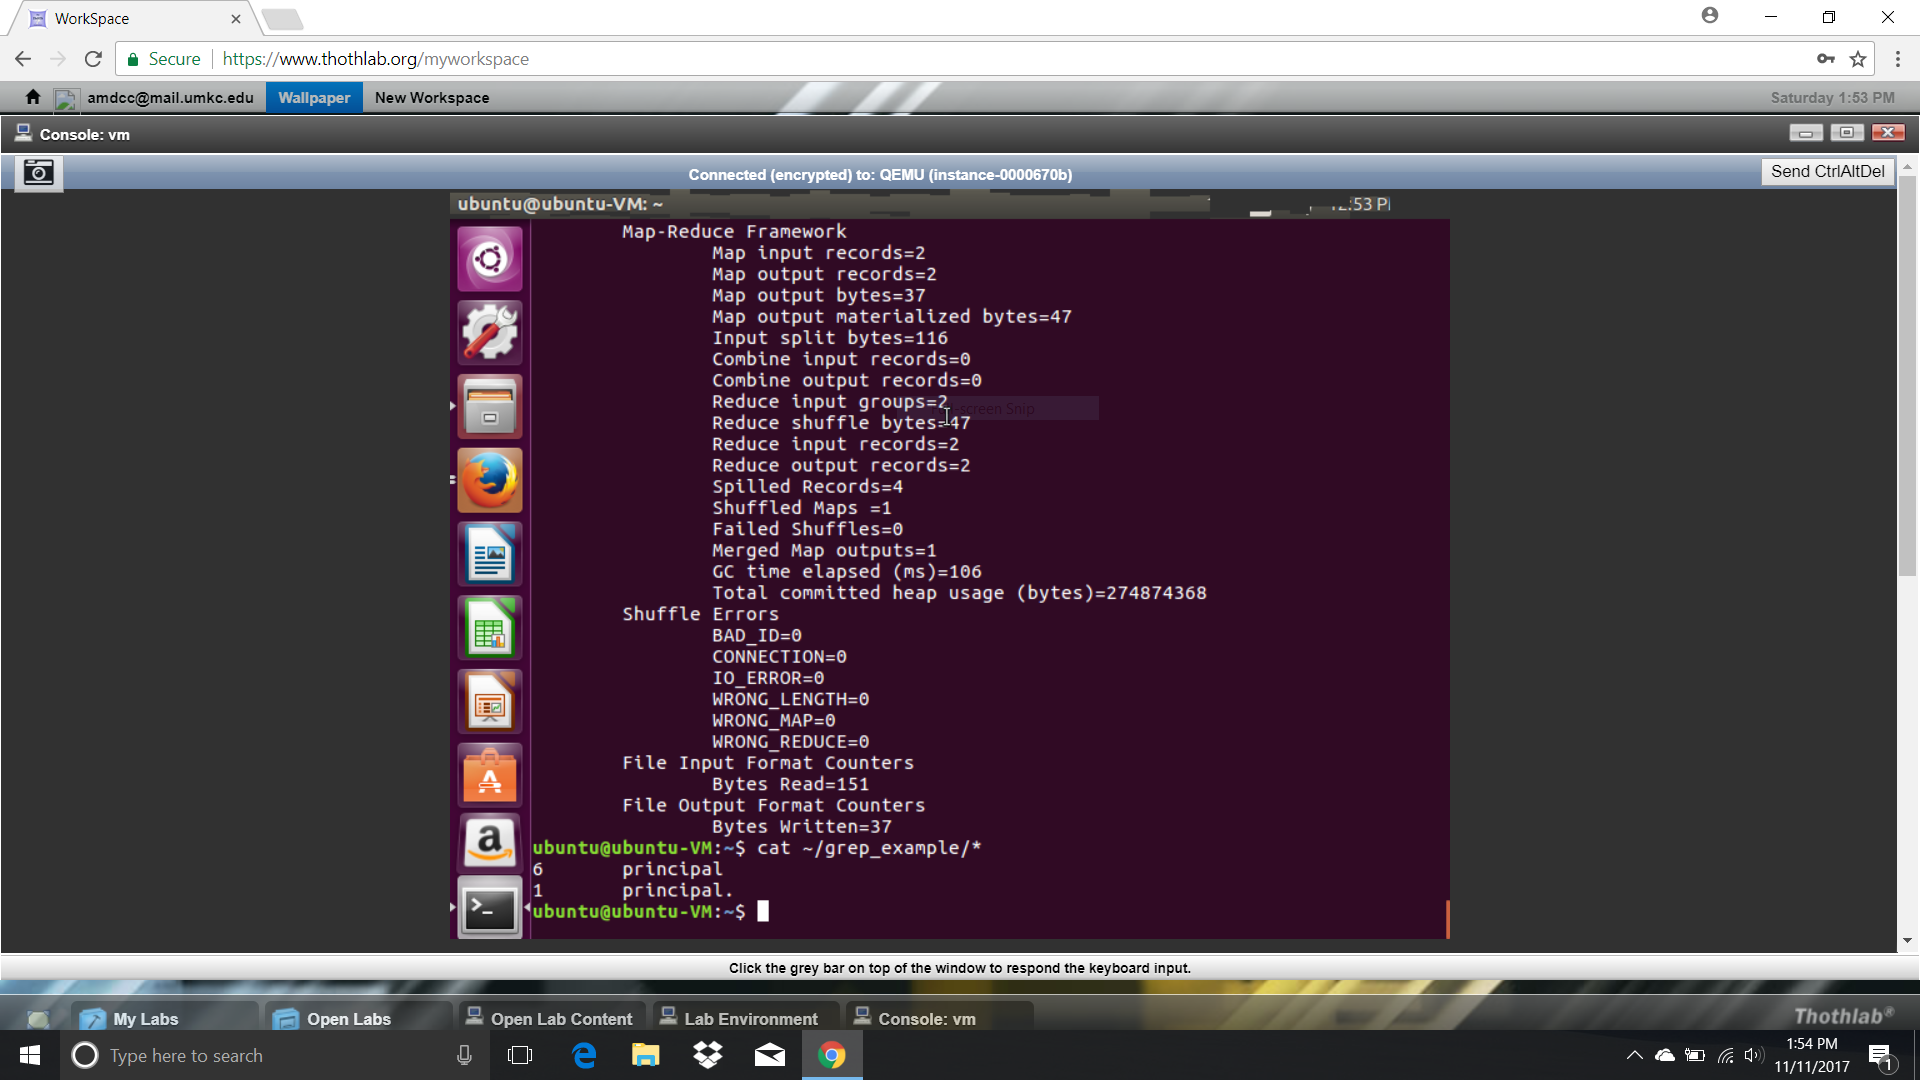 WorkSpace
Secure | https://www.thothlab.org/myworkspace
amdcc@mail.umkc.edu Wallpaper New Workspace Saturday 1:53 PM
Console: vm
Connected (encrypted) to: QEMU (instance-0000670b) Send CtrlAltDel
ubuntu@ubuntu-VM: ~
Map-Reduce Framework
Map input records=2
Map output records=2
Map output bytes=37
Map output materialized bytes=47
Input split bytes=116
Combine input records=0
Combine output records=0
Reduce input groups=2
Reduce shuffle bytes=47
Reduce input records=2
Reduce output records=2
Spilled Records=4
Shuffled Maps =1
Failed Shuffles=0
Merged Map outputs=1
GC time elapsed (ms)=106
Total committed heap usage (bytes)=274874368
Shuffle Errors
BAD_ID=0
CONNECTION=0
IO_ERROR=0
WRONG_LENGTH=0
WRONG_MAP=0
WRONG_REDUCE=0
File Input Format Counters
Bytes Read=151
File Output Format Counters
Bytes Written=37
ubuntu@ubuntu-VM:~$ cat ~/grep_example/*
6 principal
1 principal.
ubuntu@ubuntu-VM:~$
Click the grey bar on top of the window to respond the keyboard input.
My Labs Open Labs Open Lab Content Lab Environment Console: vm Thothlab®
Type here to search
1:54 PM
11/11/2017
1